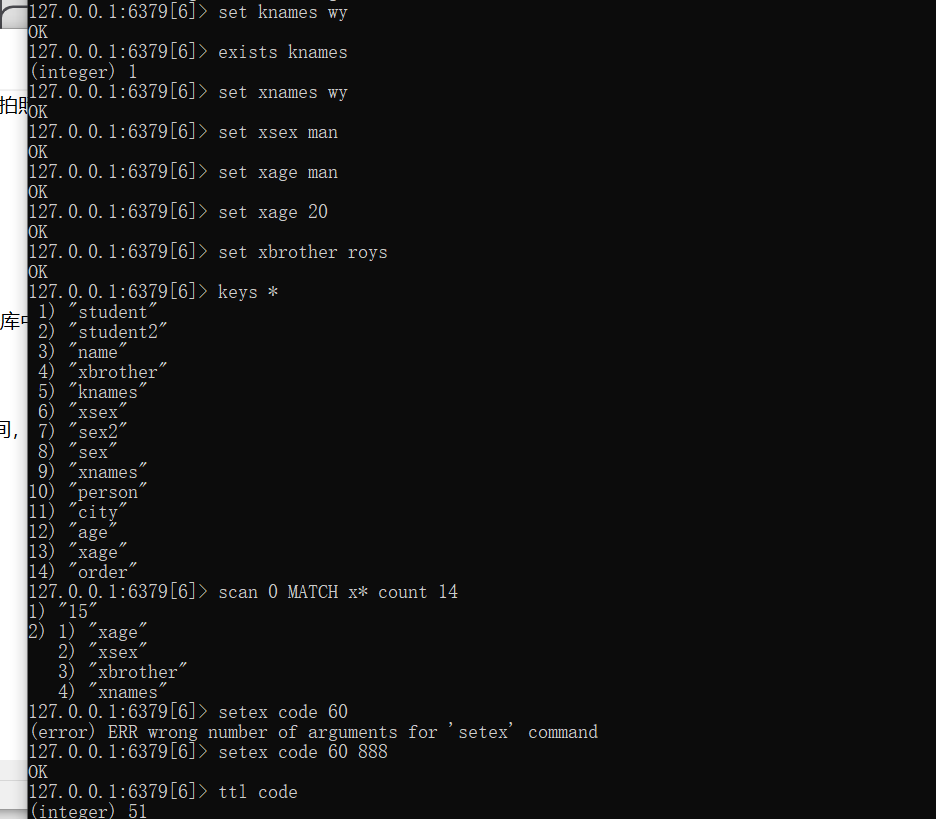 127.0.0.1:6379[6]> set knames wy
OK
127.0.0.1:6379[6]> exists knames
(integer) 1
127.0.0.1:6379[6]> set xnames wy
拍照
OK
127.0.0.1:6379[6]> set xsex man
OK
127.0.0.1:6379[6]> set xage man
OK
127.0.0.1:6379[6]> set xage 20
OK
127.0.0.1:6379[6]> set xbrother roys
OK
127.0.0.1:6379[6]> keys *
1) "student"
库中
2) "student2"
3) "name"
4) "xbrother"
5) "knames"
6) "xsex"
间，
7) "sex2"
8) "sex"
9) "xnames"
10) "person"
11) "city"
12) "age"
13) "xage"
14) "order"
127.0.0.1:6379[6]> scan 0 MATCH x* count 14
1) "15"
2) 1) "xage"
2) "xsex"
3) "xbrother"
4) "xnames"
127.0.0.1:6379[6]> setex code 60
(error) ERR wrong number of arguments for 'setex' command
127.0.0.1:6379[6]> setex code 60 888
OK
127.0.0.1:6379[6]> ttl code
(integer) 51